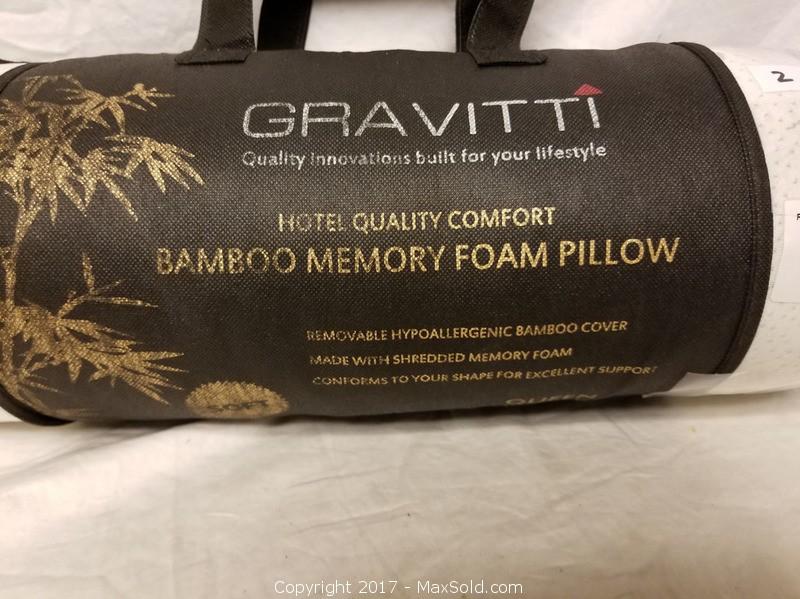 2
GRAVITTI
Quality innovations built for your lifestyle
HOTEL QUALITY COMFORT
BAMBOO MEMORY FOAM PILLOW
REMOVABLE HYPOALLERGENIC BAMBOO COVER
MADE WITH SHREDDED MEMORY FOAM
CONFORMS TO YOUR SHAPE FOR EXCELLENT SUPPORT
QUEEN
Copyright 2017 - MaxSold.com